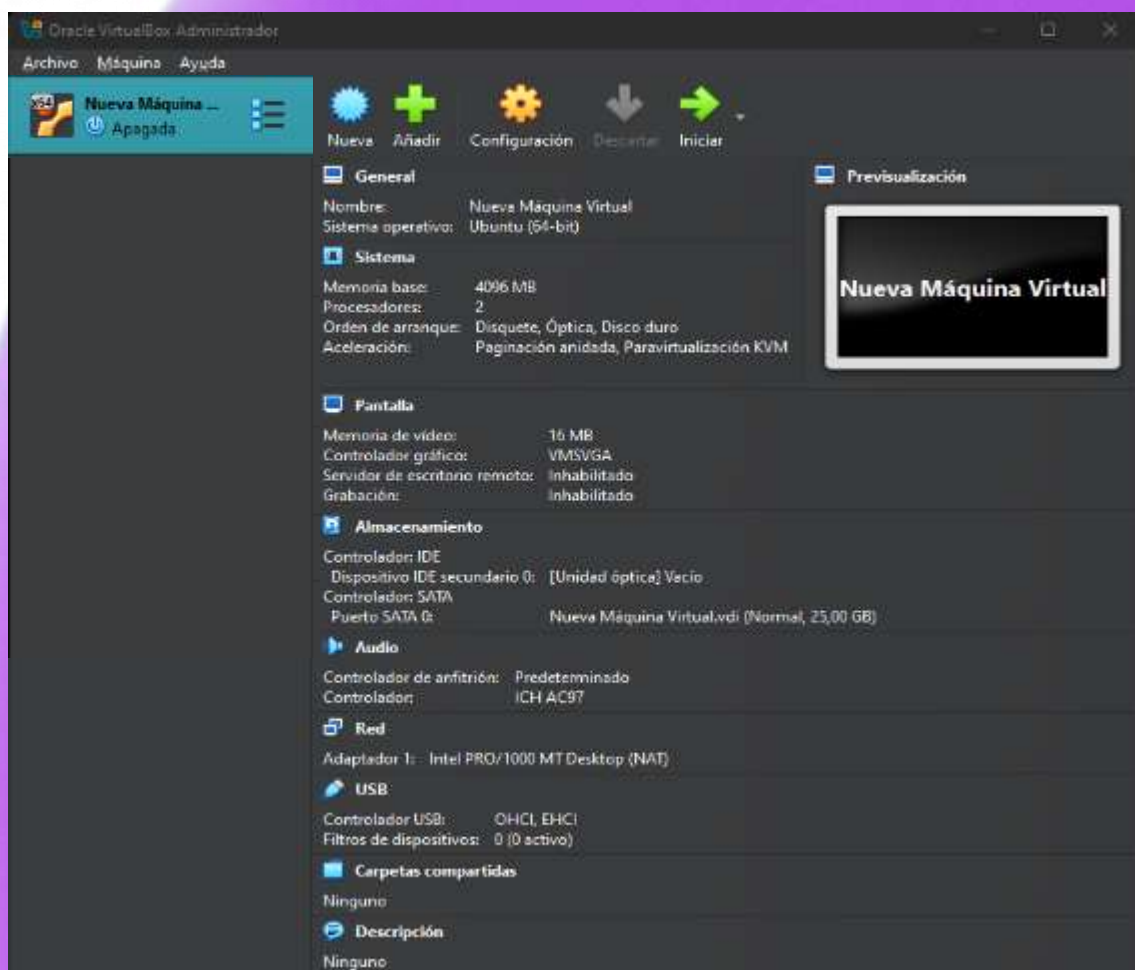 Oracle VirtualBox Administrador
Archivo Máquina Ayuda
x64
Nueva Máquina ...
Apagada
Nueva Añadir Configuración Descartar Iniciar
General
Nombre: Nueva Máquina Virtual
Sistema operativo: Ubuntu (64-bit)
Previsualización
Nueva Máquina Virtual
Sistema
Memoria base: 4096 MB
Procesadores: 2
Orden de arranque: Disquete, Óptica, Disco duro
Aceleración: Paginación anidada, Paravirtualización KVM
Pantalla
Memoria de vídeo: 16 MB
Controlador gráfico: VMSVGA
Servidor de escritorio remoto: Inhabilitado
Grabación: Inhabilitado
Almacenamiento
Controlador: IDE
Dispositivo IDE secundario 0: [Unidad óptica] Vacío
Controlador: SATA
Puerto SATA 0: Nueva Máquina Virtual.vdi (Normal, 25,00 GB)
Audio
Controlador de anfitrión: Predeterminado
Controlador: ICH AC97
Red
Adaptador 1: Intel PRO/1000 MT Desktop (NAT)
USB
Controlador USB: OHCI, EHCI
Filtros de dispositivos: 0 (0 activo)
Carpetas compartidas
Ninguno
Descripción
Ninguno